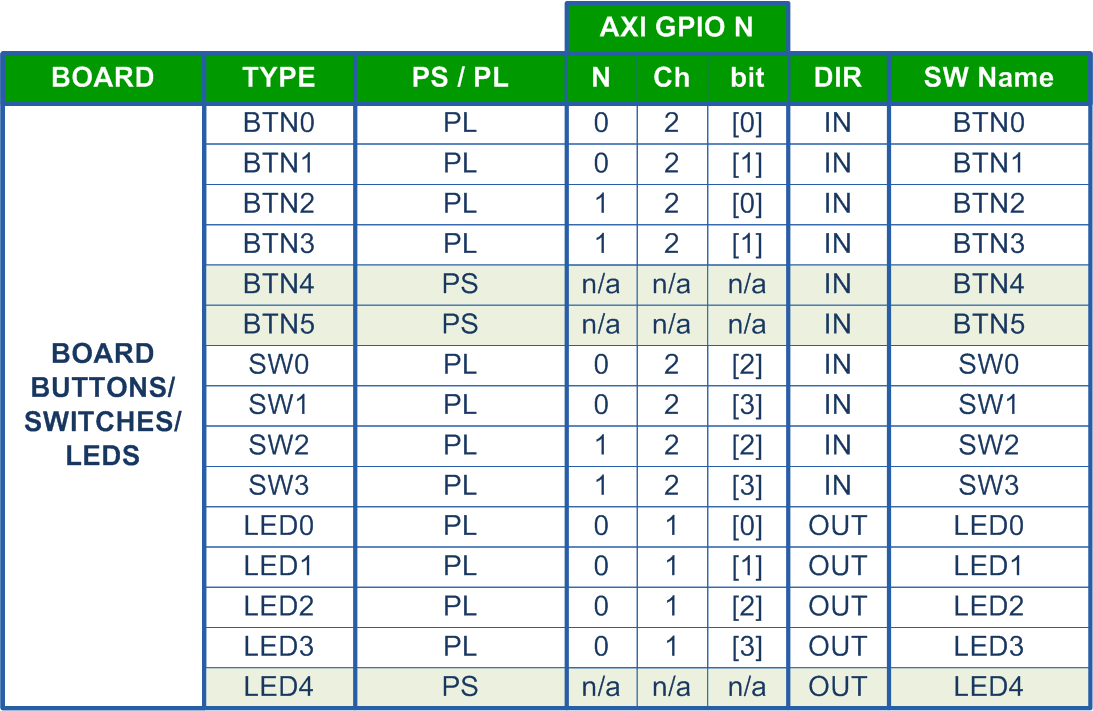 AXI GPIO N
BOARD TYPE PS / PL N Ch bit DIR SW Name
BTN0 PL 0 2 [0] IN BTN0
BTN1 PL 0 2 [1] IN BTN1
BTN2 PL 1 2 [0] IN BTN2
BTN3 PL 1 2 [1] IN BTN3
BTN4 PS n/a n/a n/a IN BTN4
BTN5 PS n/a n/a n/a IN BTN5
BOARD
BUTTONS/
SWITCHES/
LEDS
SW0 PL 0 2 [2] IN SW0
SW1 PL 0 2 [3] IN SW1
SW2 PL 1 2 [2] IN SW2
SW3 PL 1 2 [3] IN SW3
LED0 PL 0 1 [0] OUT LED0
LED1 PL 0 1 [1] OUT LED1
LED2 PL 0 1 [2] OUT LED2
LED3 PL 0 1 [3] OUT LED3
LED4 PS n/a n/a n/a OUT LED4